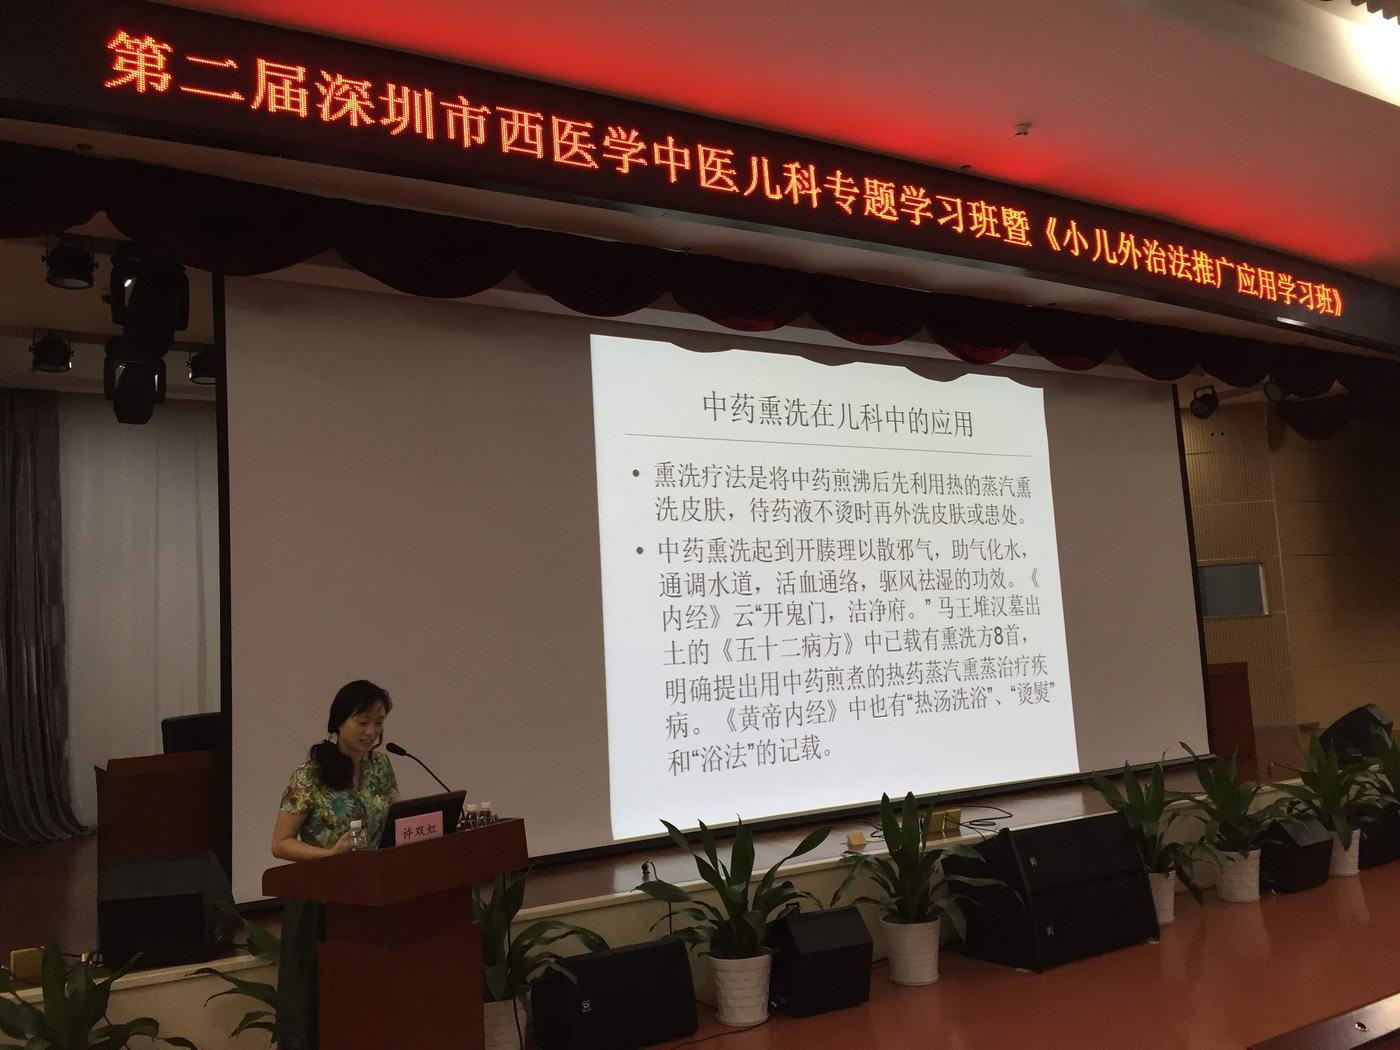 第二届深圳市西医学中医儿科专题学习班暨《小儿外治法推广应用学习班》
中药熏洗在儿科中的应用
• 熏洗疗法是将中药煎沸后先利用热的蒸汽熏
洗皮肤，待药液不烫时再外洗皮肤或患处。
• 中药熏洗起到开腠理以散邪气，助气化水，
通调水道，活血通络，驱风祛湿的功效。《
内经》云“开鬼门，洁净府。”马王堆汉墓出
土的《五十二病方》中已载有熏洗方8首，
明确提出用中药煎煮的热药蒸汽熏蒸治疗疾
病。《黄帝内经》中也有“热汤洗浴”、“烫熨”
和“浴法”的记载。
许双虹